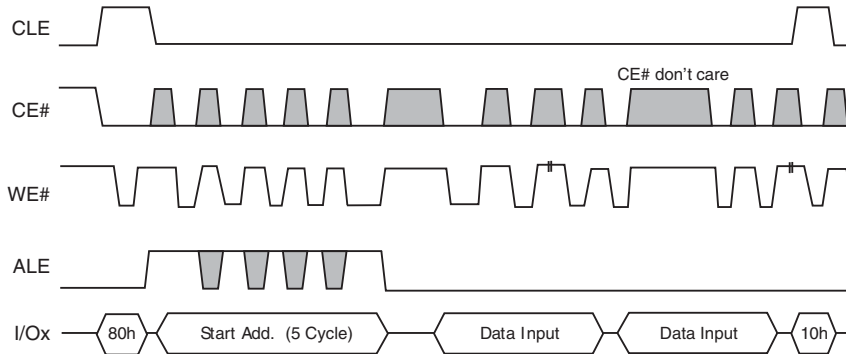 CLE
CE# don't care
CE#
WE#
ALE
I/Ox
80h
Start Add. (5 Cycle)
Data Input
Data Input
10h